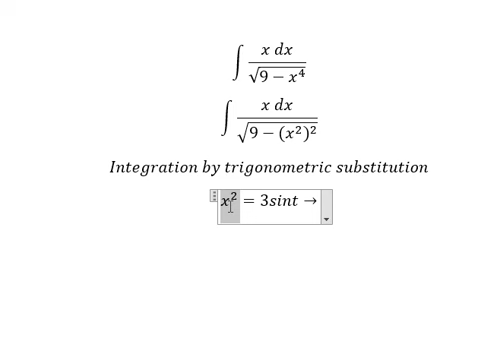 ∫ x dx / √(9 − x⁴)
∫ x dx / √(9 − (x²)²)
Integration by trigonometric substitution
x² = 3sint →